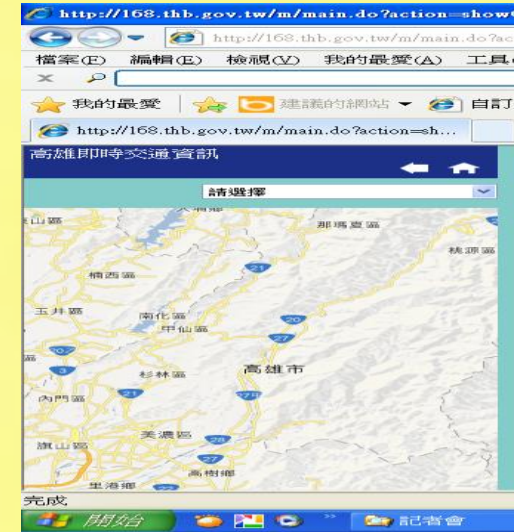 http://168.thb.gov.tw/m/main.do?action=show
http://168.thb.gov.tw/m/main.do?ac
檔案(F) 編輯(E) 檢視(V) 我的最愛(A) 工具
我的最愛 建議的網站 自訂
http://168.thb.gov.tw/m/main.do?action=sh...
高雄即時交通資訊
請選擇
那瑪夏區
桃源區
楠西區
21
玉井區
南化區
20
甲仙區
27
3
杉林區
高雄市
內門區
21
27甲
美濃區
28
旗山區
27
高樹鄉
里港鄉
完成
開始 記者會